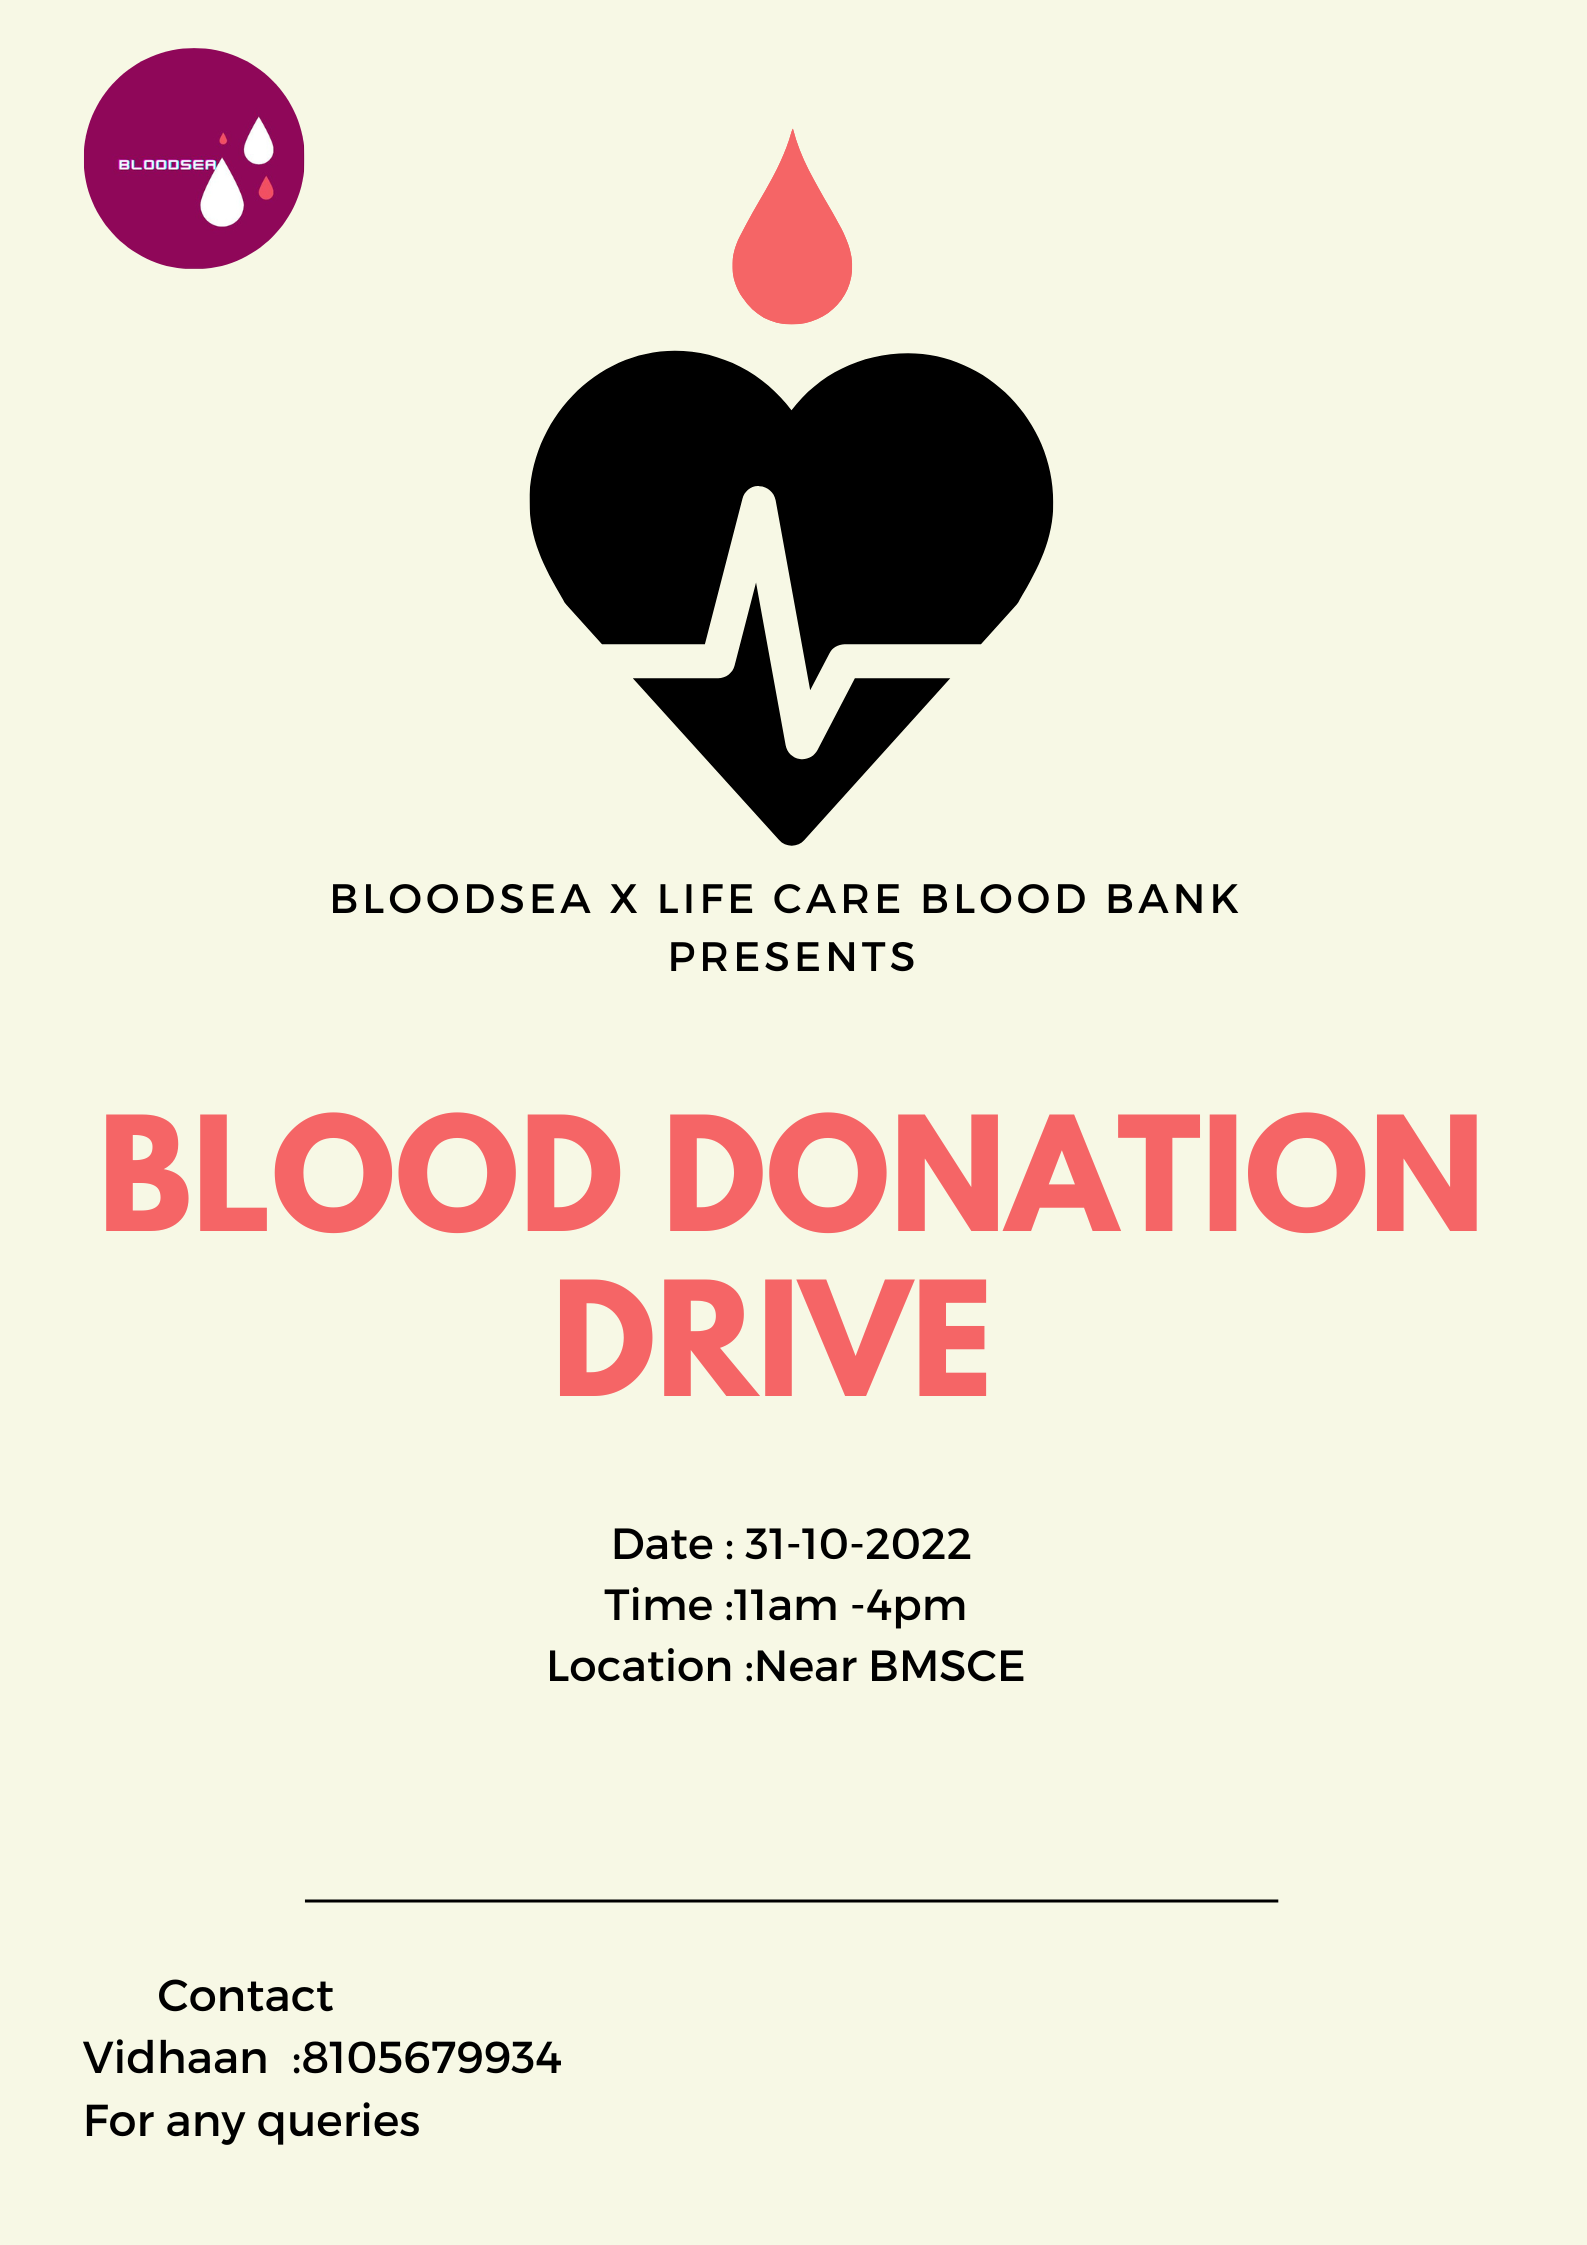 BLOODSEA
BLOODSEA X LIFE CARE BLOOD BANK
PRESENTS
BLOOD DONATION
DRIVE
Date : 31-10-2022
Time :11am -4pm
Location :Near BMSCE
Contact
Vidhaan  :8105679934
For any queries